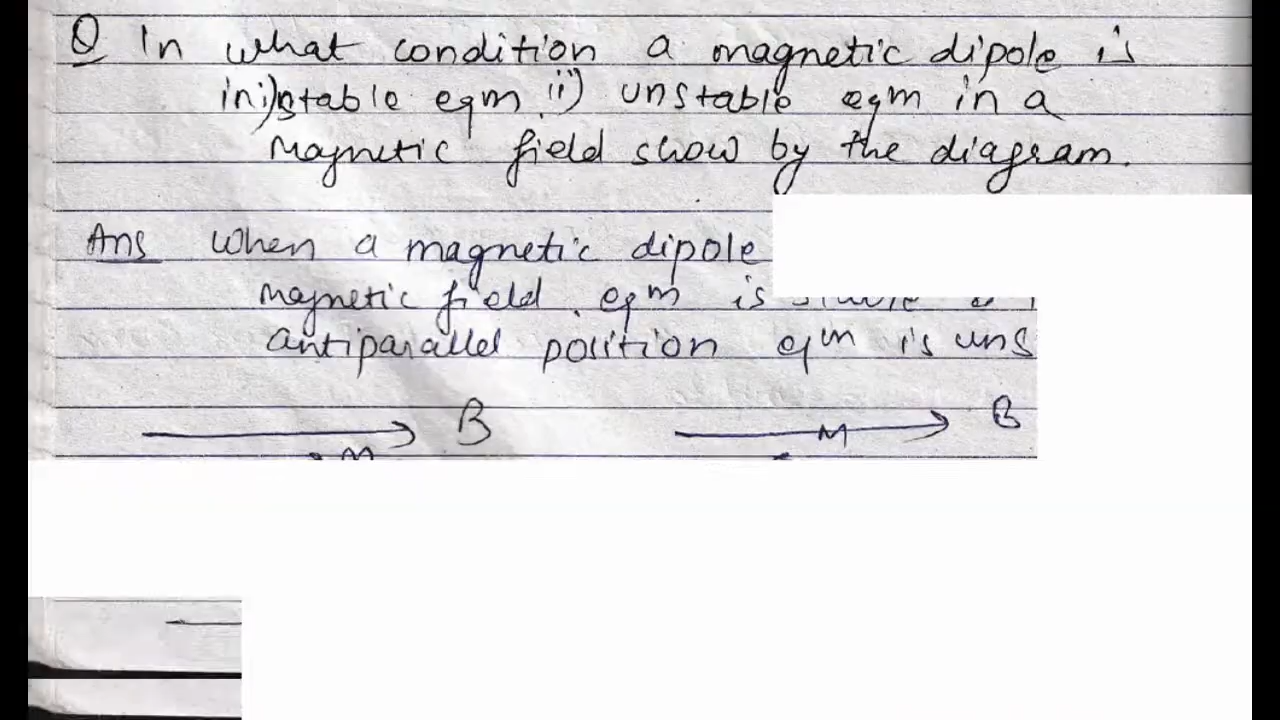 Q In what condition a magnetic dipole is
in i) stable eqm ii) unstable eqm in a
Magnetic field show by the diagram.
Ans When a magnetic dipole
magnetic field eqm is
antiparallel position eqm is uns
B B
M M